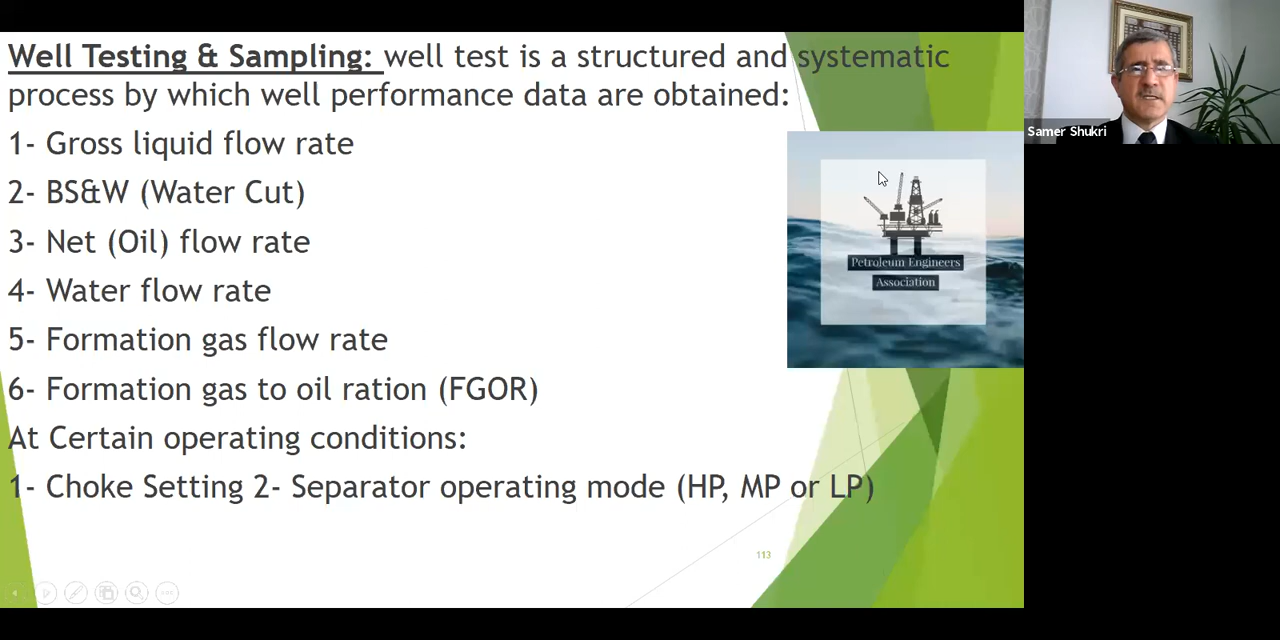 Well Testing & Sampling: well test is a structured and systematic
process by which well performance data are obtained:
1- Gross liquid flow rate
2- BS&W (Water Cut)
3- Net (Oil) flow rate
4- Water flow rate
5- Formation gas flow rate
6- Formation gas to oil ration (FGOR)
At Certain operating conditions:
1- Choke Setting 2- Separator operating mode (HP, MP or LP)
Petroleum Engineers
Association
113
Samer Shukri